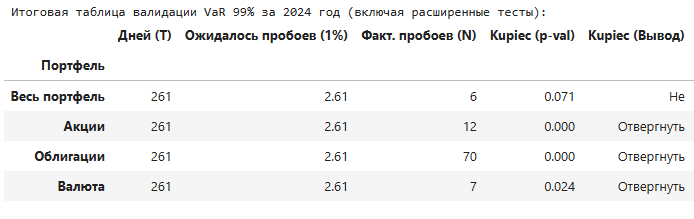 Итоговая таблица валидации VaR 99% за 2024 год (включая расширенные тесты):
Дней (T) Ожидалось пробоев (1%) Факт. пробоев (N) Kupiec (p-val) Kupiec (Вывод)
Портфель
Весь портфель 261 2.61 6 0.071 Не
Акции 261 2.61 12 0.000 Отвергнуть
Облигации 261 2.61 70 0.000 Отвергнуть
Валюта 261 2.61 7 0.024 Отвергнуть